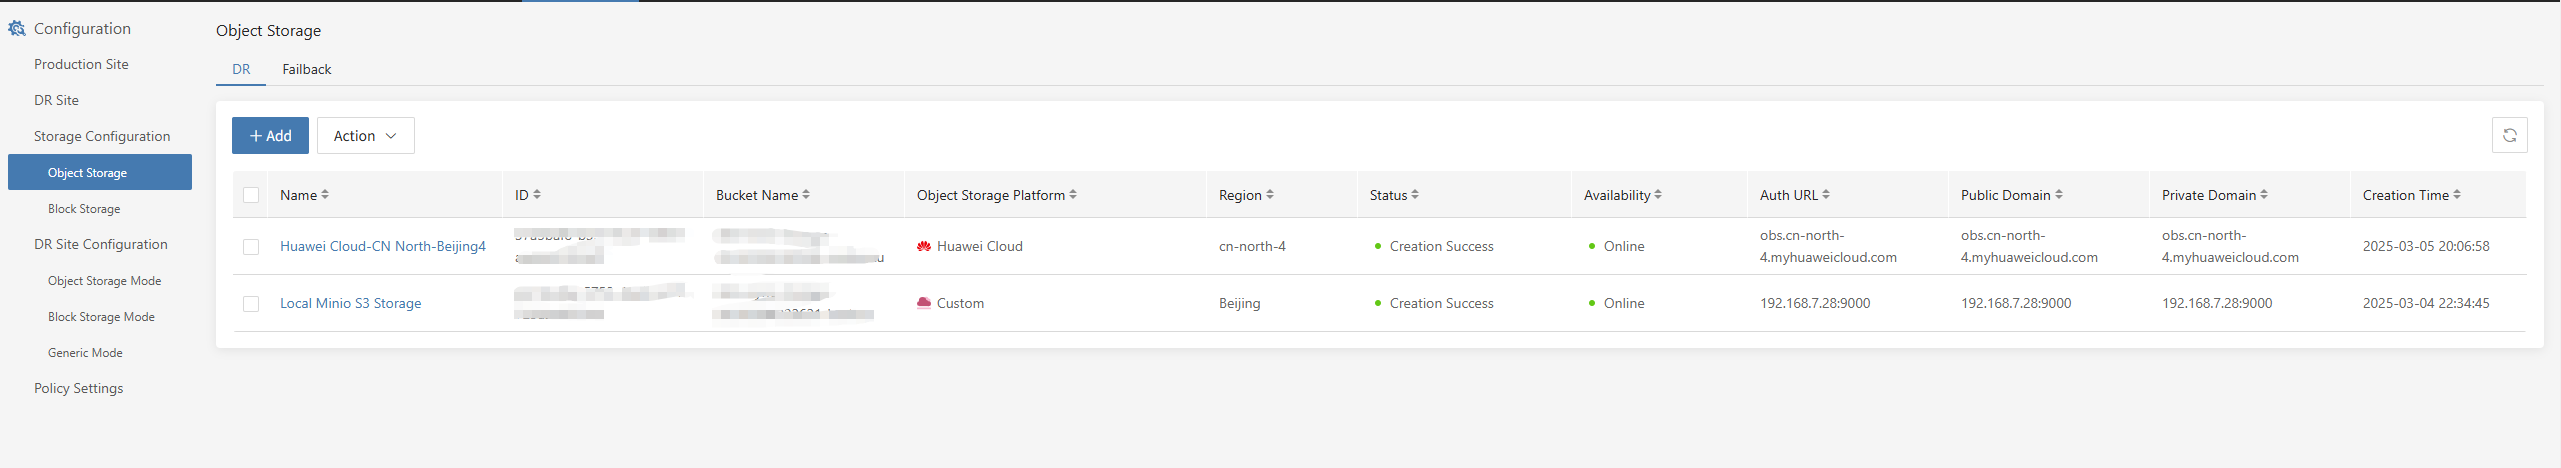 Configuration
Production Site
DR Site
Storage Configuration
Object Storage
Block Storage
DR Site Configuration
Object Storage Mode
Block Storage Mode
Generic Mode
Policy Settings
Object Storage
DR Failback
+ Add Action
Name ID Bucket Name Object Storage Platform Region Status Availability Auth URL Public Domain Private Domain Creation Time
Huawei Cloud-CN North-Beijing4 Huawei Cloud cn-north-4 Creation Success Online obs.cn-north- obs.cn-north- obs.cn-north- 2025-03-05 20:06:58
4.myhuaweicloud.com 4.myhuaweicloud.com 4.myhuaweicloud.com
Local Minio S3 Storage Custom Beijing Creation Success Online 192.168.7.28:9000 192.168.7.28:9000 192.168.7.28:9000 2025-03-04 22:34:45